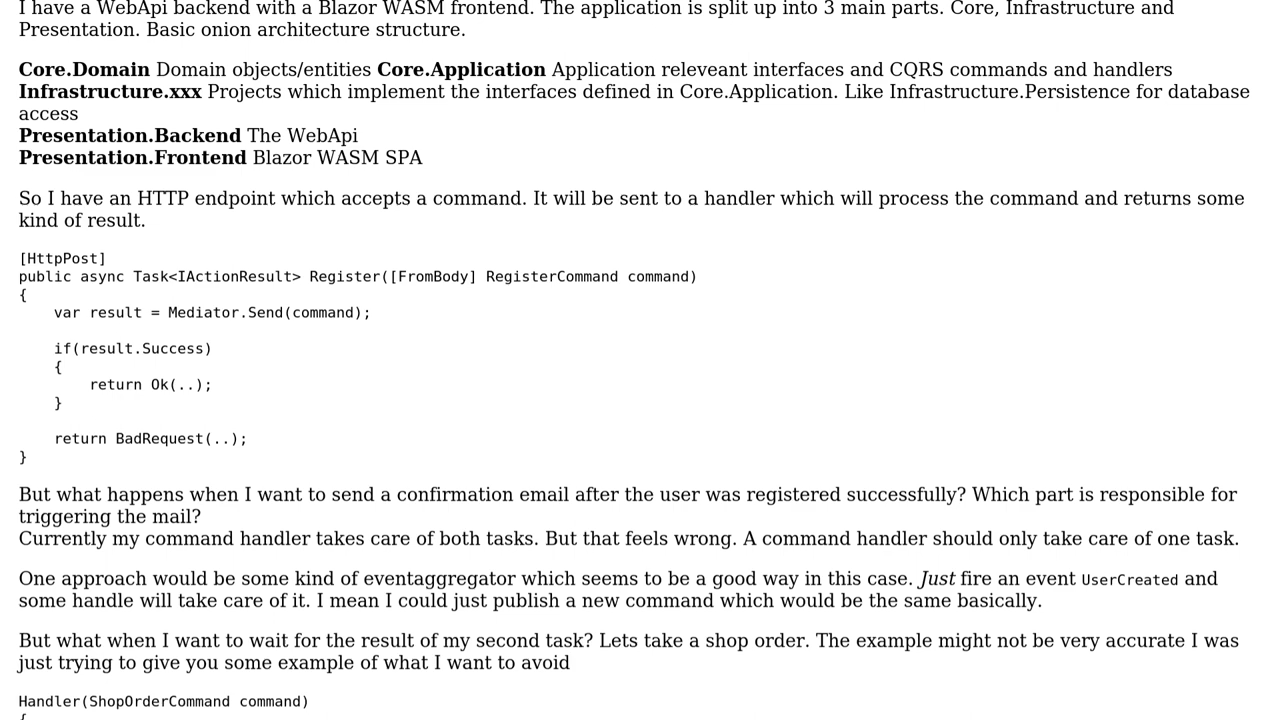 I have a WebApi backend with a Blazor WASM frontend. The application is split up into 3 main parts. Core, Infrastructure and
Presentation. Basic onion architecture structure.
Core.Domain Domain objects/entities Core.Application Application releveant interfaces and CQRS commands and handlers
Infrastructure.xxx Projects which implement the interfaces defined in Core.Application. Like Infrastructure.Persistence for database
access
Presentation.Backend The WebApi
Presentation.Frontend Blazor WASM SPA
So I have an HTTP endpoint which accepts a command. It will be sent to a handler which will process the command and returns some
kind of result.
[HttpPost]
public async Task<IActionResult> Register([FromBody] RegisterCommand command)
{
    var result = Mediator.Send(command);
    if(result.Success)
    {
        return Ok(..);
    }
    return BadRequest(..);
}
But what happens when I want to send a confirmation email after the user was registered successfully? Which part is responsible for
triggering the mail?
Currently my command handler takes care of both tasks. But that feels wrong. A command handler should only take care of one task.
One approach would be some kind of eventaggregator which seems to be a good way in this case. Just fire an event UserCreated and
some handle will take care of it. I mean I could just publish a new command which would be the same basically.
But what when I want to wait for the result of my second task? Lets take a shop order. The example might not be very accurate I was
just trying to give you some example of what I want to avoid
Handler(ShopOrderCommand command)
{